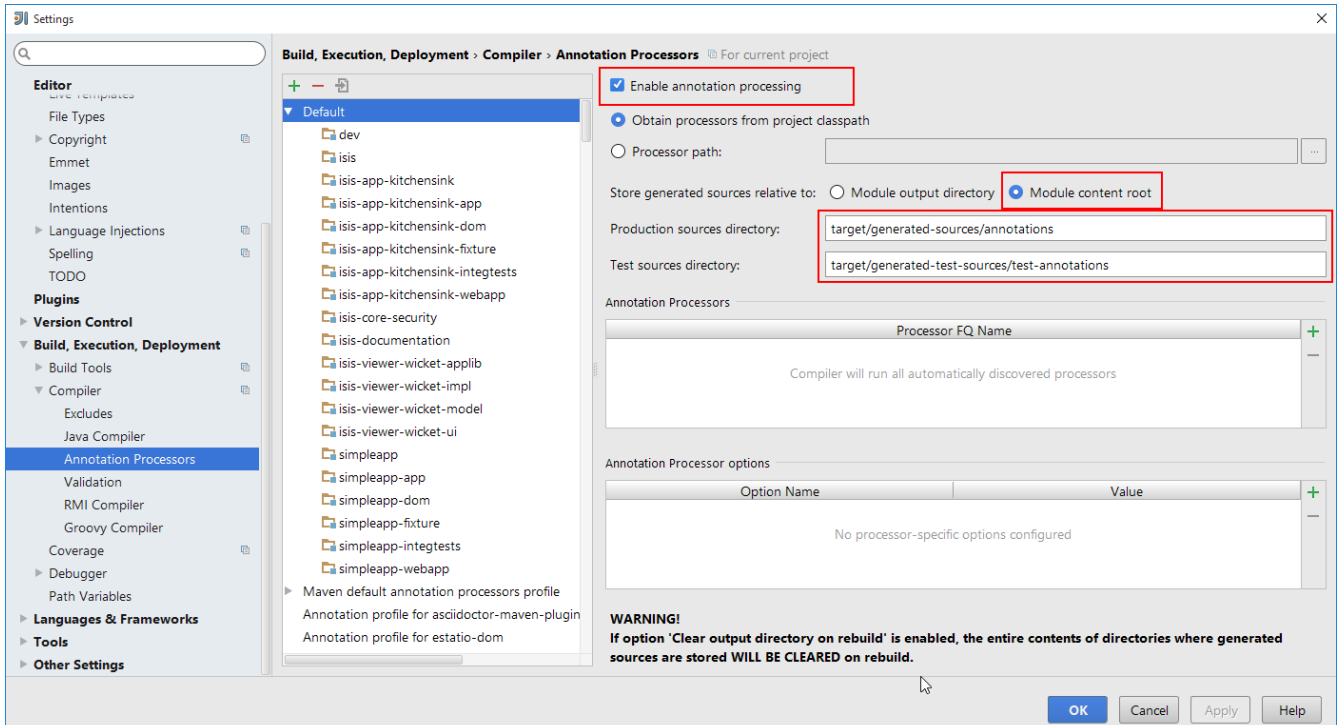 Settings
Build, Execution, Deployment › Compiler › Annotation Processors For current project
Editor
Live Templates
File Types
Copyright
Emmet
Images
Intentions
Language Injections
Spelling
TODO
Plugins
Version Control
Build, Execution, Deployment
Build Tools
Compiler
Excludes
Java Compiler
Annotation Processors
Validation
RMI Compiler
Groovy Compiler
Coverage
Debugger
Path Variables
Languages & Frameworks
Tools
Other Settings
Default
dev
isis
isis-app-kitchensink
isis-app-kitchensink-app
isis-app-kitchensink-dom
isis-app-kitchensink-fixture
isis-app-kitchensink-integtests
isis-app-kitchensink-webapp
isis-core-security
isis-documentation
isis-viewer-wicket-applib
isis-viewer-wicket-impl
isis-viewer-wicket-model
isis-viewer-wicket-ui
simpleapp
simpleapp-app
simpleapp-dom
simpleapp-fixture
simpleapp-integtests
simpleapp-webapp
Maven default annotation processors profile
Annotation profile for asciidoctor-maven-plugin
Annotation profile for estatio-dom
Enable annotation processing
Obtain processors from project classpath
Processor path: ...
Store generated sources relative to: Module output directory Module content root
Production sources directory: target/generated-sources/annotations
Test sources directory: target/generated-test-sources/test-annotations
Annotation Processors
Processor FQ Name
Compiler will run all automatically discovered processors
Annotation Processor options
Option Name Value
No processor-specific options configured
WARNING!
If option 'Clear output directory on rebuild' is enabled, the entire contents of directories where generated
sources are stored WILL BE CLEARED on rebuild.
OK Cancel Apply Help